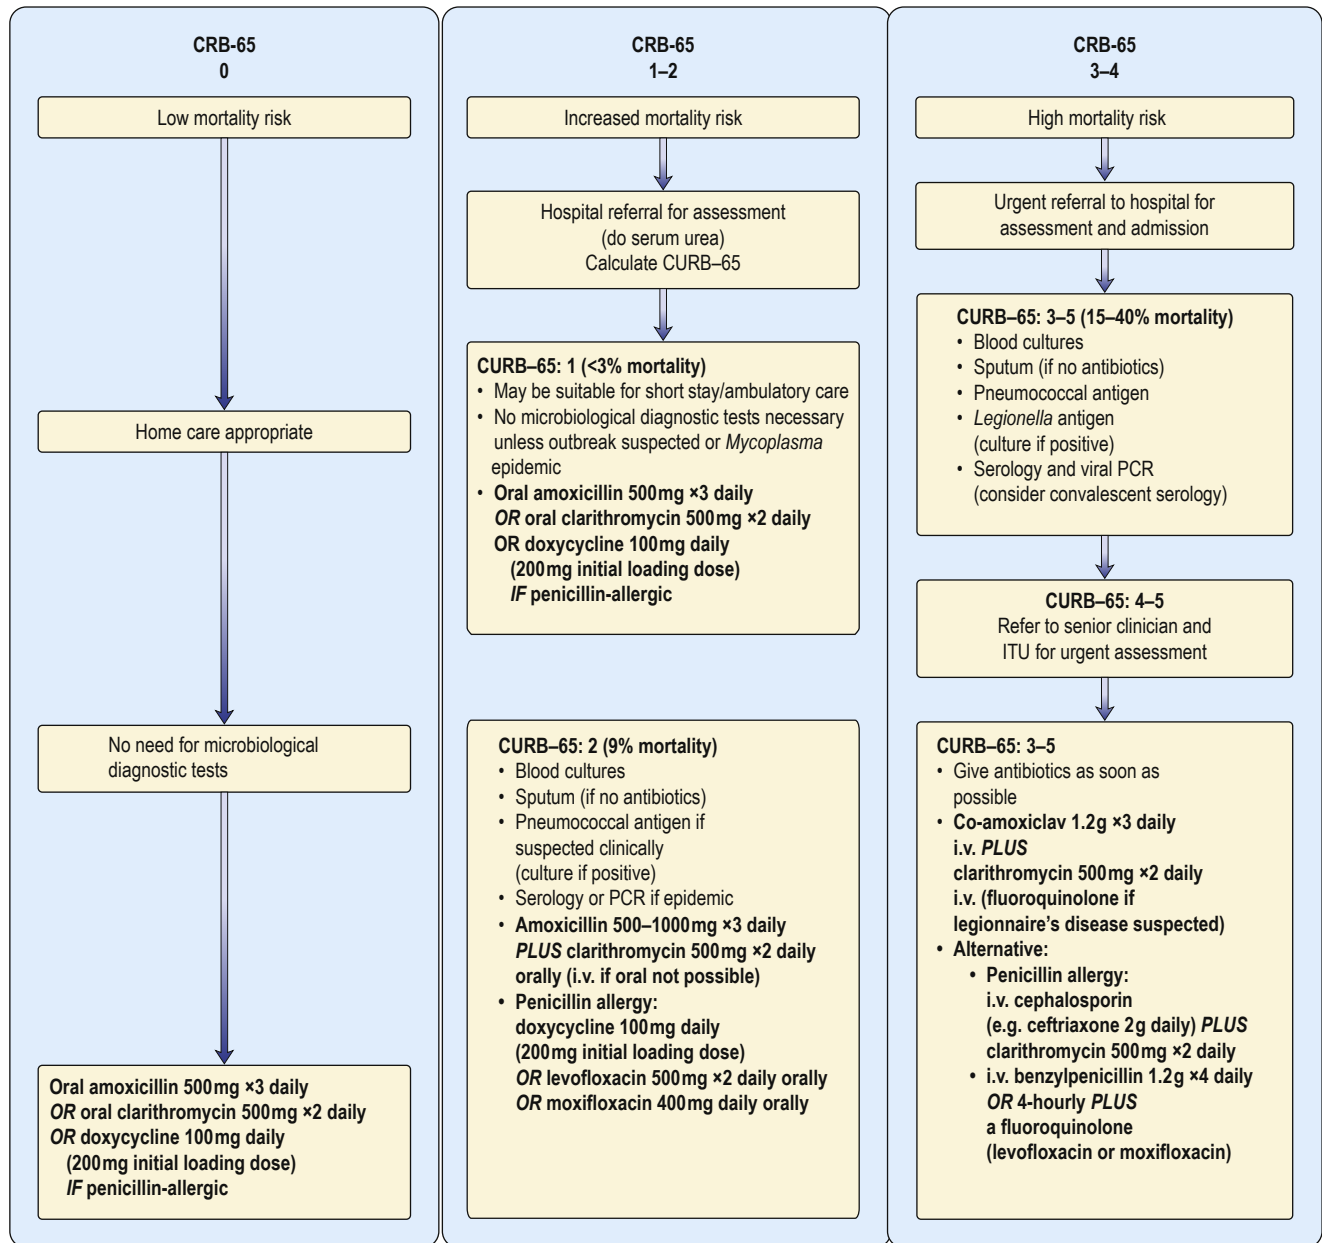 CRB-65
0
Low mortality risk
Home care appropriate
No need for microbiological
diagnostic tests
Oral amoxicillin 500mg ×3 daily
OR oral clarithromycin 500mg ×2 daily
OR doxycycline 100mg daily
(200mg initial loading dose)
IF penicillin-allergic
CRB-65
1–2
Increased mortality risk
Hospital referral for assessment
(do serum urea)
Calculate CURB–65
CURB–65: 1 (<3% mortality)
• May be suitable for short stay/ambulatory care
• No microbiological diagnostic tests necessary
unless outbreak suspected or Mycoplasma
epidemic
• Oral amoxicillin 500mg ×3 daily
OR oral clarithromycin 500mg ×2 daily
OR doxycycline 100mg daily
(200mg initial loading dose)
IF penicillin-allergic
CURB–65: 2 (9% mortality)
• Blood cultures
• Sputum (if no antibiotics)
• Pneumococcal antigen if
suspected clinically
(culture if positive)
• Serology or PCR if epidemic
• Amoxicillin 500–1000mg ×3 daily
PLUS clarithromycin 500mg ×2 daily
orally (i.v. if oral not possible)
• Penicillin allergy:
doxycycline 100mg daily
(200mg initial loading dose)
OR levofloxacin 500mg ×2 daily orally
OR moxifloxacin 400mg daily orally
CRB-65
3–4
High mortality risk
Urgent referral to hospital for
assessment and admission
CURB–65: 3–5 (15–40% mortality)
• Blood cultures
• Sputum (if no antibiotics)
• Pneumococcal antigen
• Legionella antigen
(culture if positive)
• Serology and viral PCR
(consider convalescent serology)
CURB–65: 4–5
Refer to senior clinician and
ITU for urgent assessment
CURB–65: 3–5
• Give antibiotics as soon as
possible
• Co-amoxiclav 1.2g ×3 daily
i.v. PLUS
clarithromycin 500mg ×2 daily
i.v. (fluoroquinolone if
legionnaire's disease suspected)
• Alternative:
• Penicillin allergy:
i.v. cephalosporin
(e.g. ceftriaxone 2g daily) PLUS
clarithromycin 500mg ×2 daily
• i.v. benzylpenicillin 1.2g ×4 daily
OR 4-hourly PLUS
a fluoroquinolone
(levofloxacin or moxifloxacin)